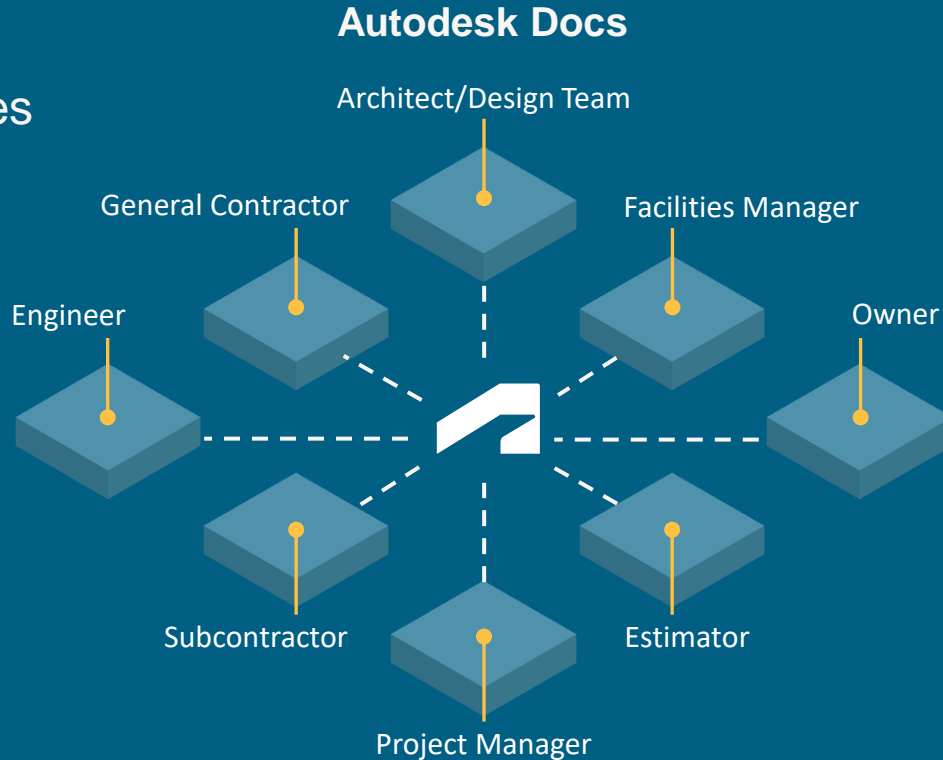 Autodesk Docs
es
Architect/Design Team
General Contractor
Facilities Manager
Engineer
Owner
Subcontractor
Estimator
Project Manager